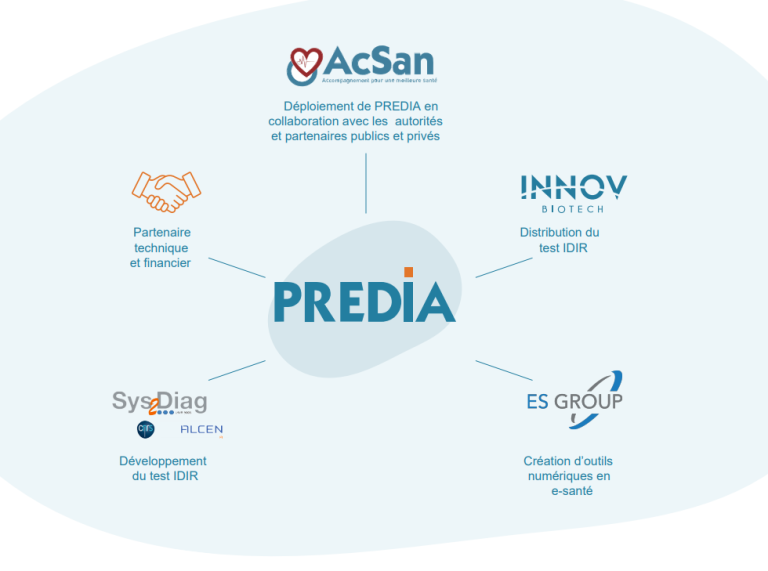 AcSan
Accompagnement pour une meilleure santé
Déploiement de PREDIA en
collaboration avec les autorités
et partenaires publics et privés
INNOV
BIOTECH
Partenaire
technique
et financier
Distribution du
test IDIR
PREDIA
Sys2Diag
cnrs
ALCEN
ES GROUP
Développement
du test IDIR
Création d’outils
numériques en
e-santé